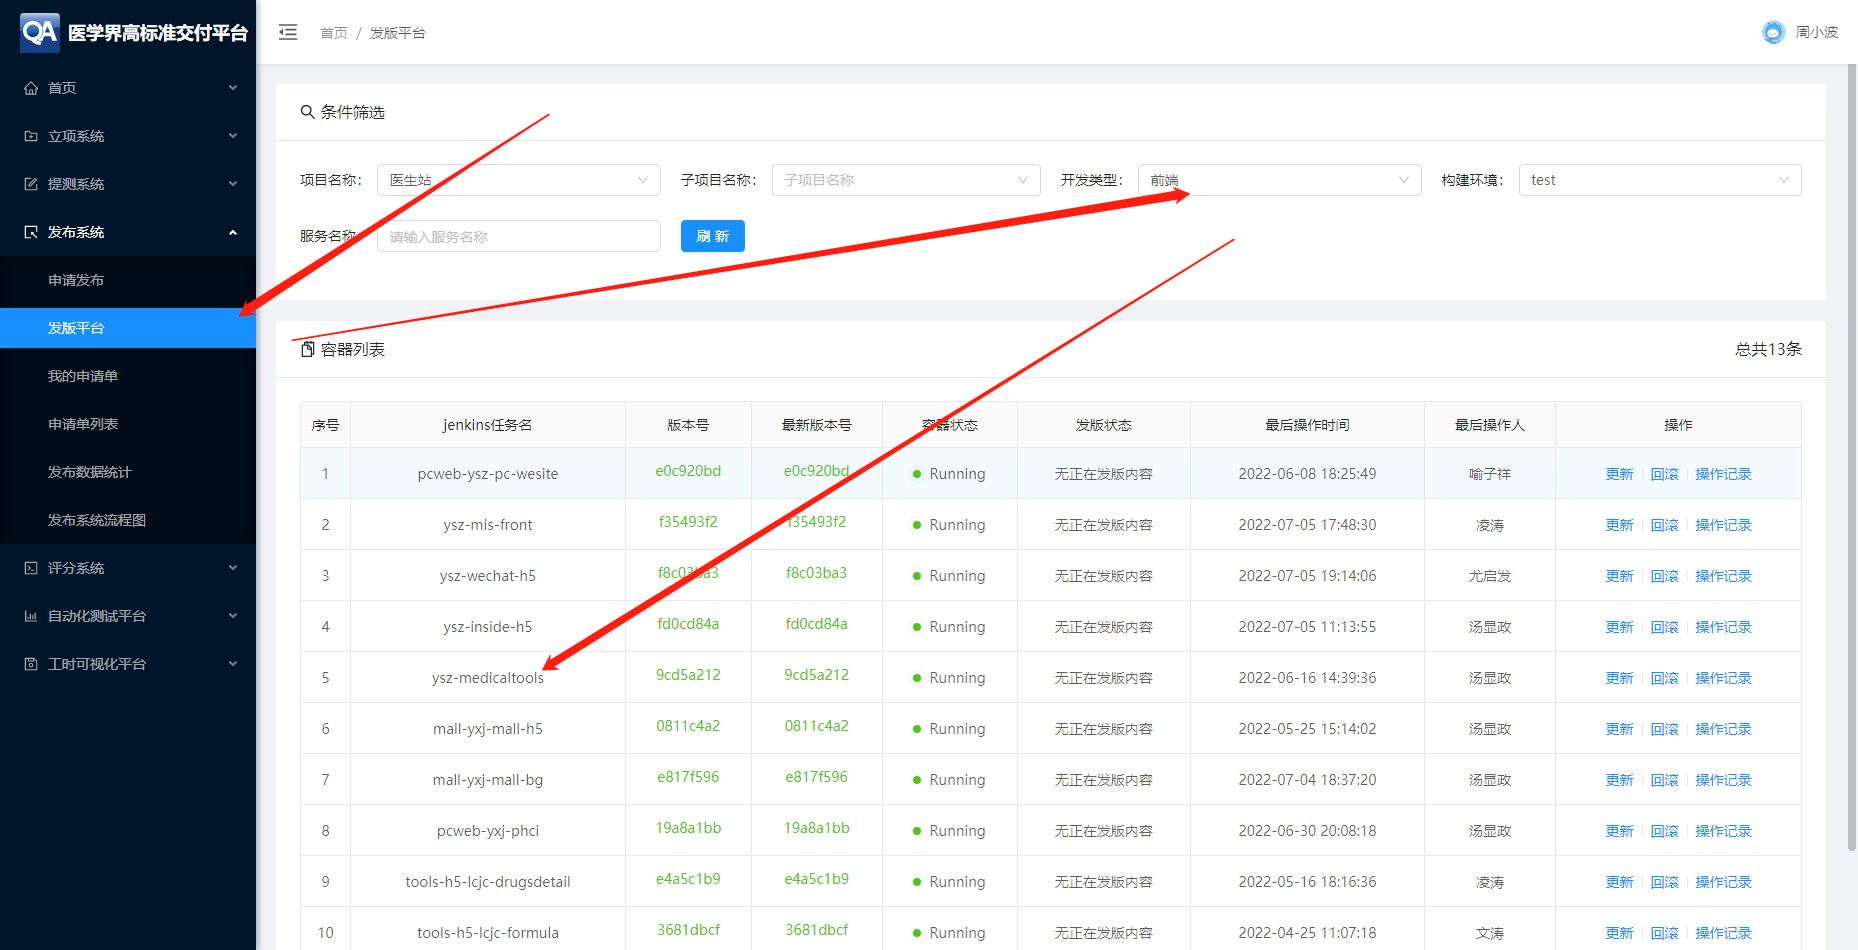 QA 医学界高标准交付平台
首页 / 发版平台
周小波
首页
立项系统
提测系统
发布系统
申请发布
发版平台
我的申请单
申请单列表
发布数据统计
发布系统流程图
评分系统
自动化测试平台
工时可视化平台
条件筛选
项目名称： 医生站 子项目名称： 子项目名称 开发类型： 前端 构建环境： test
服务名称： 请输入服务名称 刷 新
容器列表 总共13条
序号 jenkins任务名 版本号 最新版本号 容器状态 发版状态 最后操作时间 最后操作人 操作
1 pcweb-ysz-pc-wesite e0c920bd e0c920bd Running 无正在发版内容 2022-06-08 18:25:49 喻子祥 更新 回滚 操作记录
2 ysz-mis-front f35493f2 f35493f2 Running 无正在发版内容 2022-07-05 17:48:30 凌涛 更新 回滚 操作记录
3 ysz-wechat-h5 f8c03ba3 f8c03ba3 Running 无正在发版内容 2022-07-05 19:14:06 尤启发 更新 回滚 操作记录
4 ysz-inside-h5 fd0cd84a fd0cd84a Running 无正在发版内容 2022-07-05 11:13:55 汤显政 更新 回滚 操作记录
5 ysz-medicaltools 9cd5a212 9cd5a212 Running 无正在发版内容 2022-06-16 14:39:36 汤显政 更新 回滚 操作记录
6 mall-yxj-mall-h5 0811c4a2 0811c4a2 Running 无正在发版内容 2022-05-25 15:14:02 汤显政 更新 回滚 操作记录
7 mall-yxj-mall-bg e817f596 e817f596 Running 无正在发版内容 2022-07-04 18:37:20 汤显政 更新 回滚 操作记录
8 pcweb-yxj-phci 19a8a1bb 19a8a1bb Running 无正在发版内容 2022-06-30 20:08:18 汤显政 更新 回滚 操作记录
9 tools-h5-lcjc-drugsdetail e4a5c1b9 e4a5c1b9 Running 无正在发版内容 2022-05-16 18:16:36 凌涛 更新 回滚 操作记录
10 tools-h5-lcjc-formula 3681dbcf 3681dbcf Running 无正在发版内容 2022-04-25 11:07:18 文涛 更新 回滚 操作记录